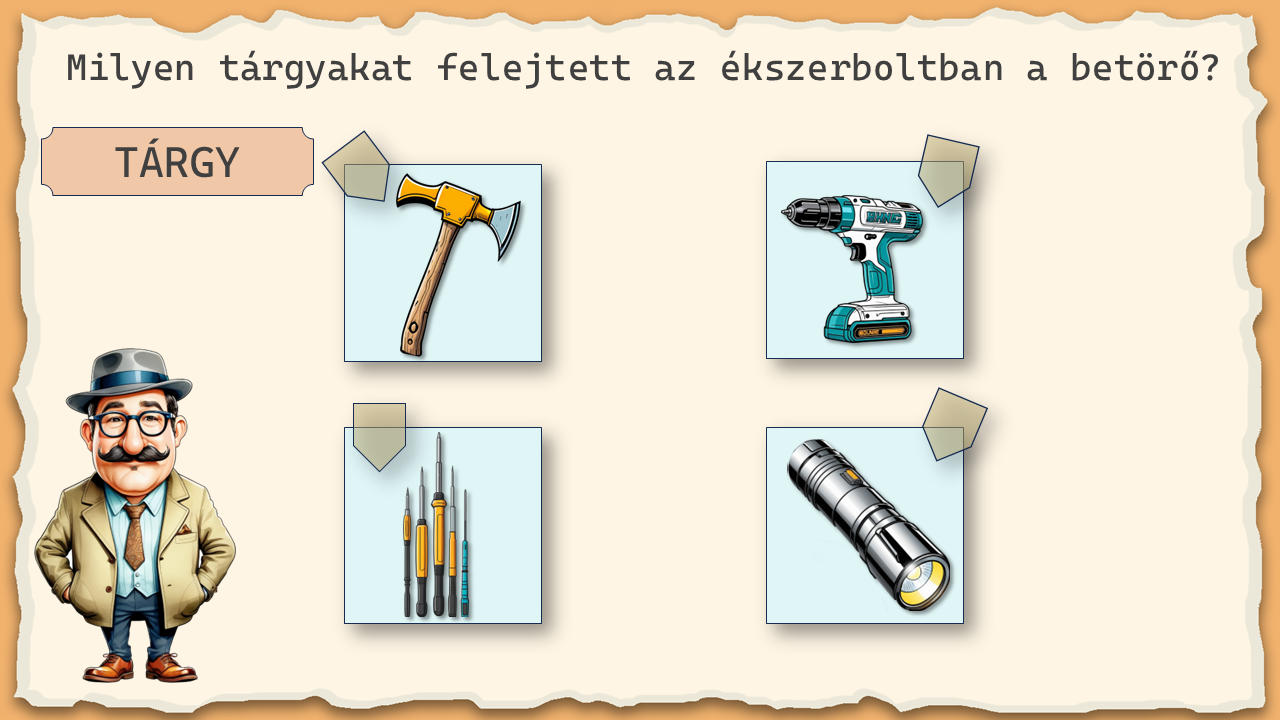 Milyen tárgyakat felejtett az ékszerboltban a betörő?
TÁRGY